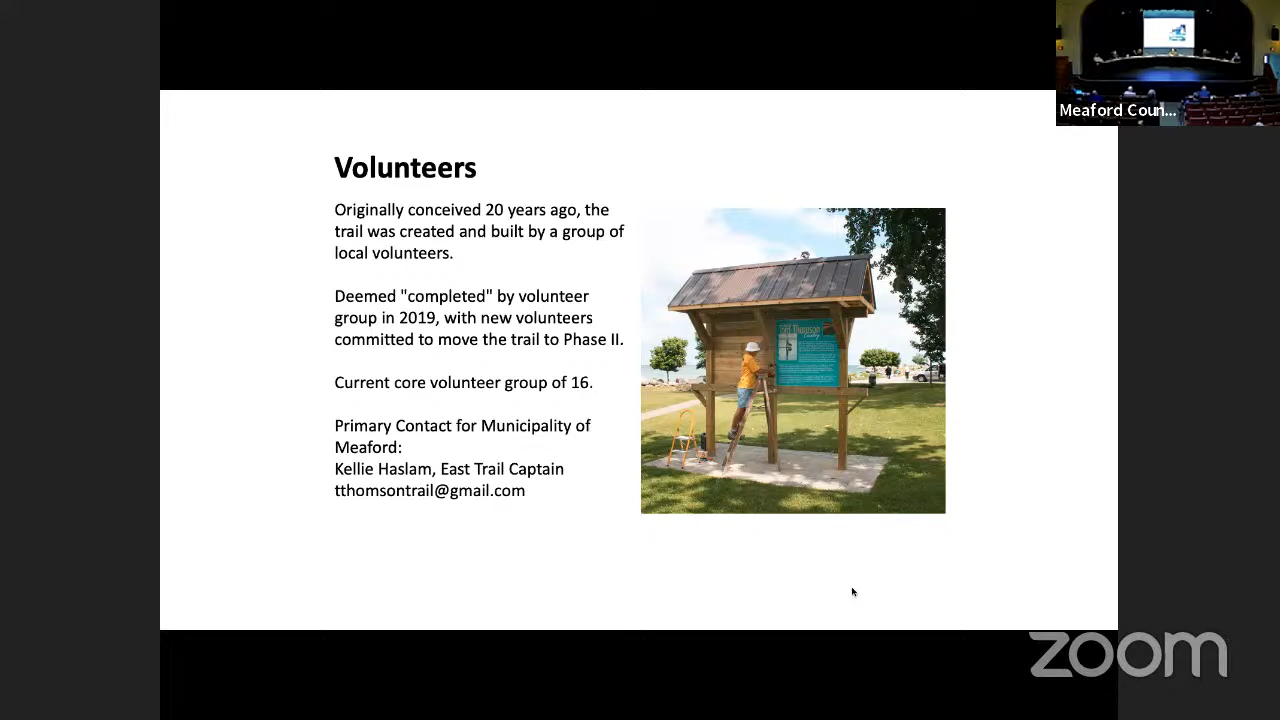 Meaford Coun...
Volunteers
Originally conceived 20 years ago, the
trail was created and built by a group of
local volunteers.
Deemed "completed" by volunteer
group in 2019, with new volunteers
committed to move the trail to Phase II.
Current core volunteer group of 16.
Primary Contact for Municipality of
Meaford:
Kellie Haslam, East Trail Captain
tthomsontrail@gmail.com
Tom Thomson
zoom